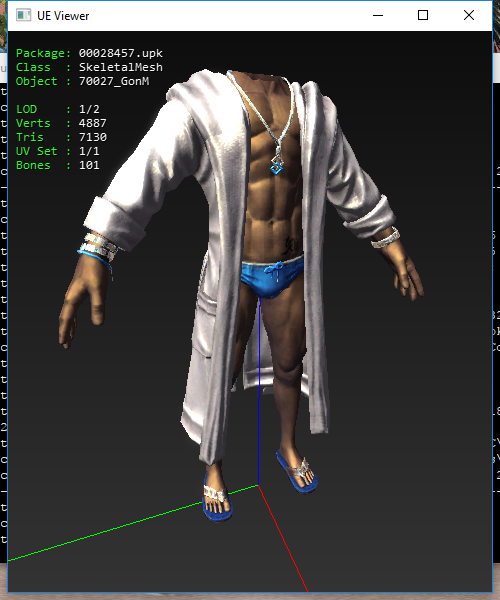 UE Viewer
Package: 00028457.upk
Class : SkeletalMesh
Object : 70027_GonM
LOD : 1/2
Verts : 4887
Tris : 7130
UV Set : 1/1
Bones : 101